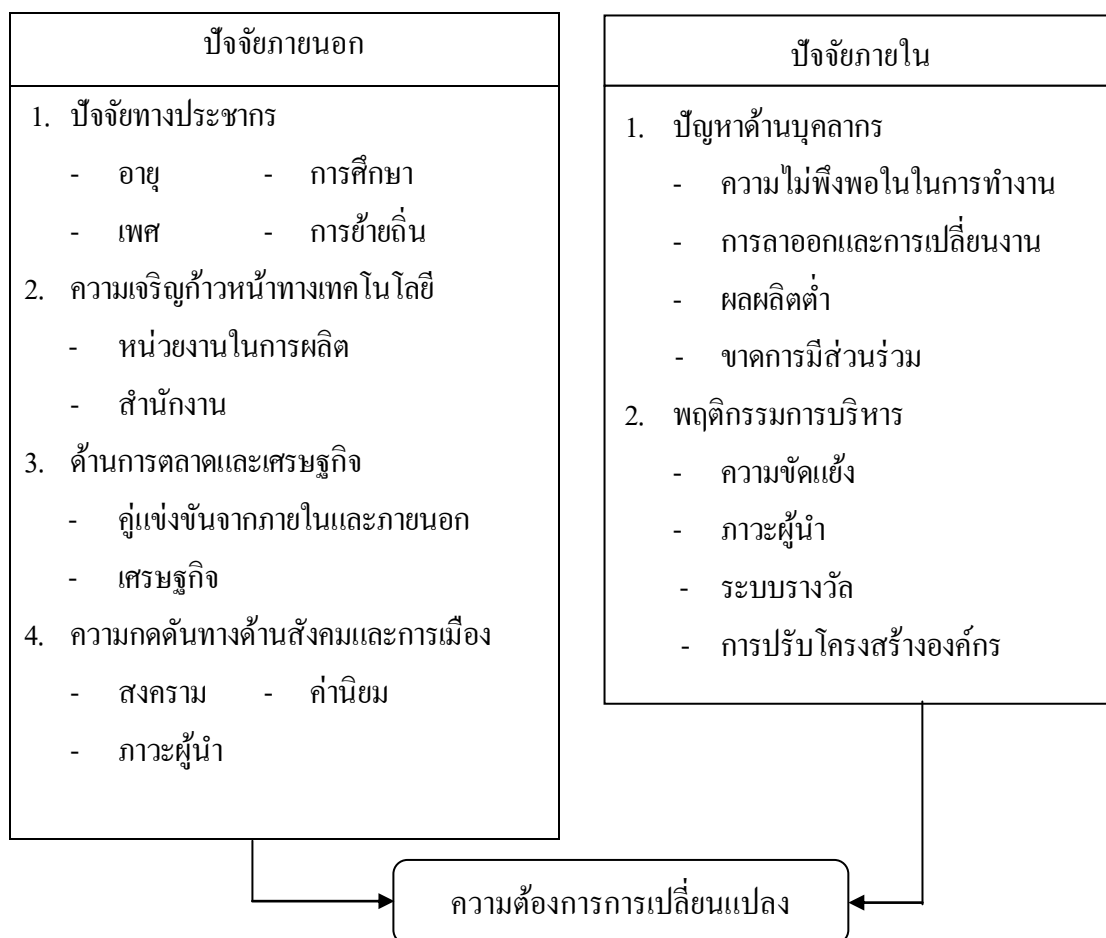 ปัจจัยภายนอก
1. ปัจจัยทางประชากร
- อายุ - การศึกษา
- เพศ - การย้ายถิ่น
2. ความเจริญก้าวหน้าทางเทคโนโลยี
- หน่วยงานในการผลิต
- สำนักงาน
3. ด้านการตลาดและเศรษฐกิจ
- คู่แข่งขันจากภายในและภายนอก
- เศรษฐกิจ
4. ความกดดันทางด้านสังคมและการเมือง
- สงคราม - ค่านิยม
- ภาวะผู้นำ
ปัจจัยภายใน
1. ปัญหาด้านบุคลากร
- ความไม่พึงพอในในการทำงาน
- การลาออกและการเปลี่ยนงาน
- ผลผลิตต่ำ
- ขาดการมีส่วนร่วม
2. พฤติกรรมการบริหาร
- ความขัดแย้ง
- ภาวะผู้นำ
- ระบบรางวัล
- การปรับโครงสร้างองค์กร
ความต้องการการเปลี่ยนแปลง